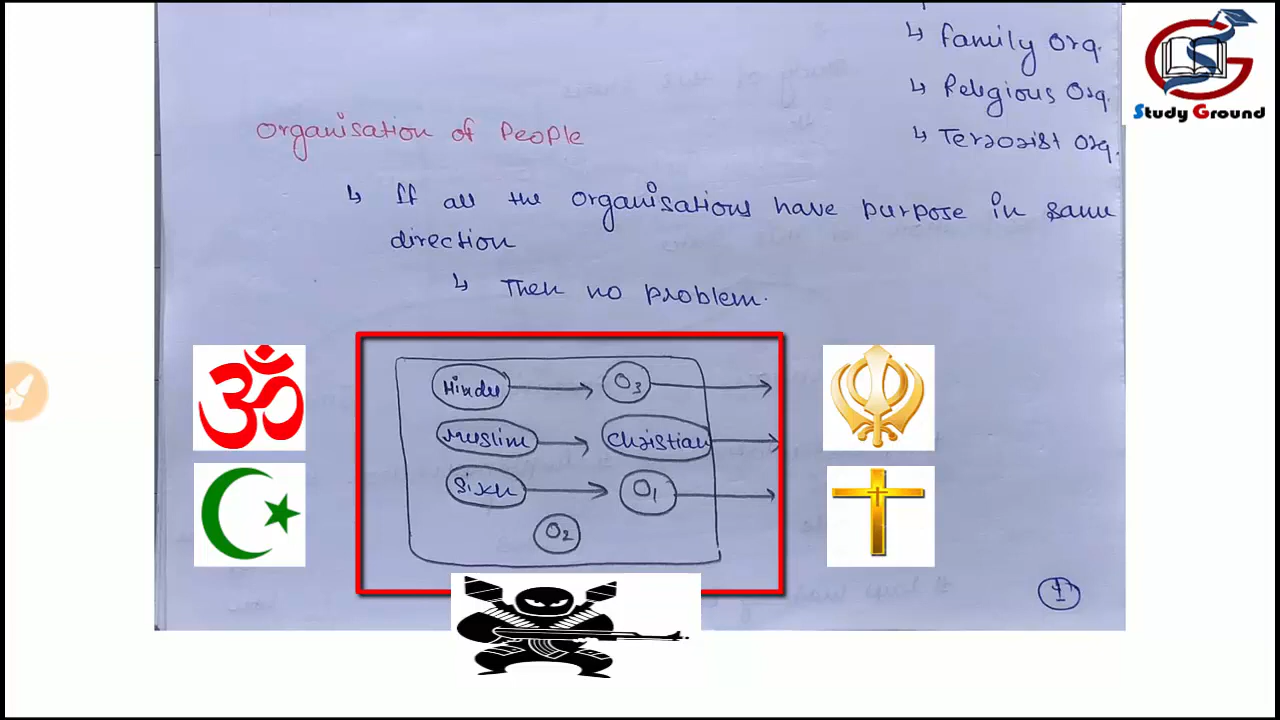 ↳ Family Org.
↳ Religious Org.
↳ Terrorist Org.
Study Ground
Organisation of People
↳ If all the organisations have purpose in same
direction
↳ Then no problem.
Hindu → O3 →
Muslim → Christian →
Sikh → O1 →
O2
1